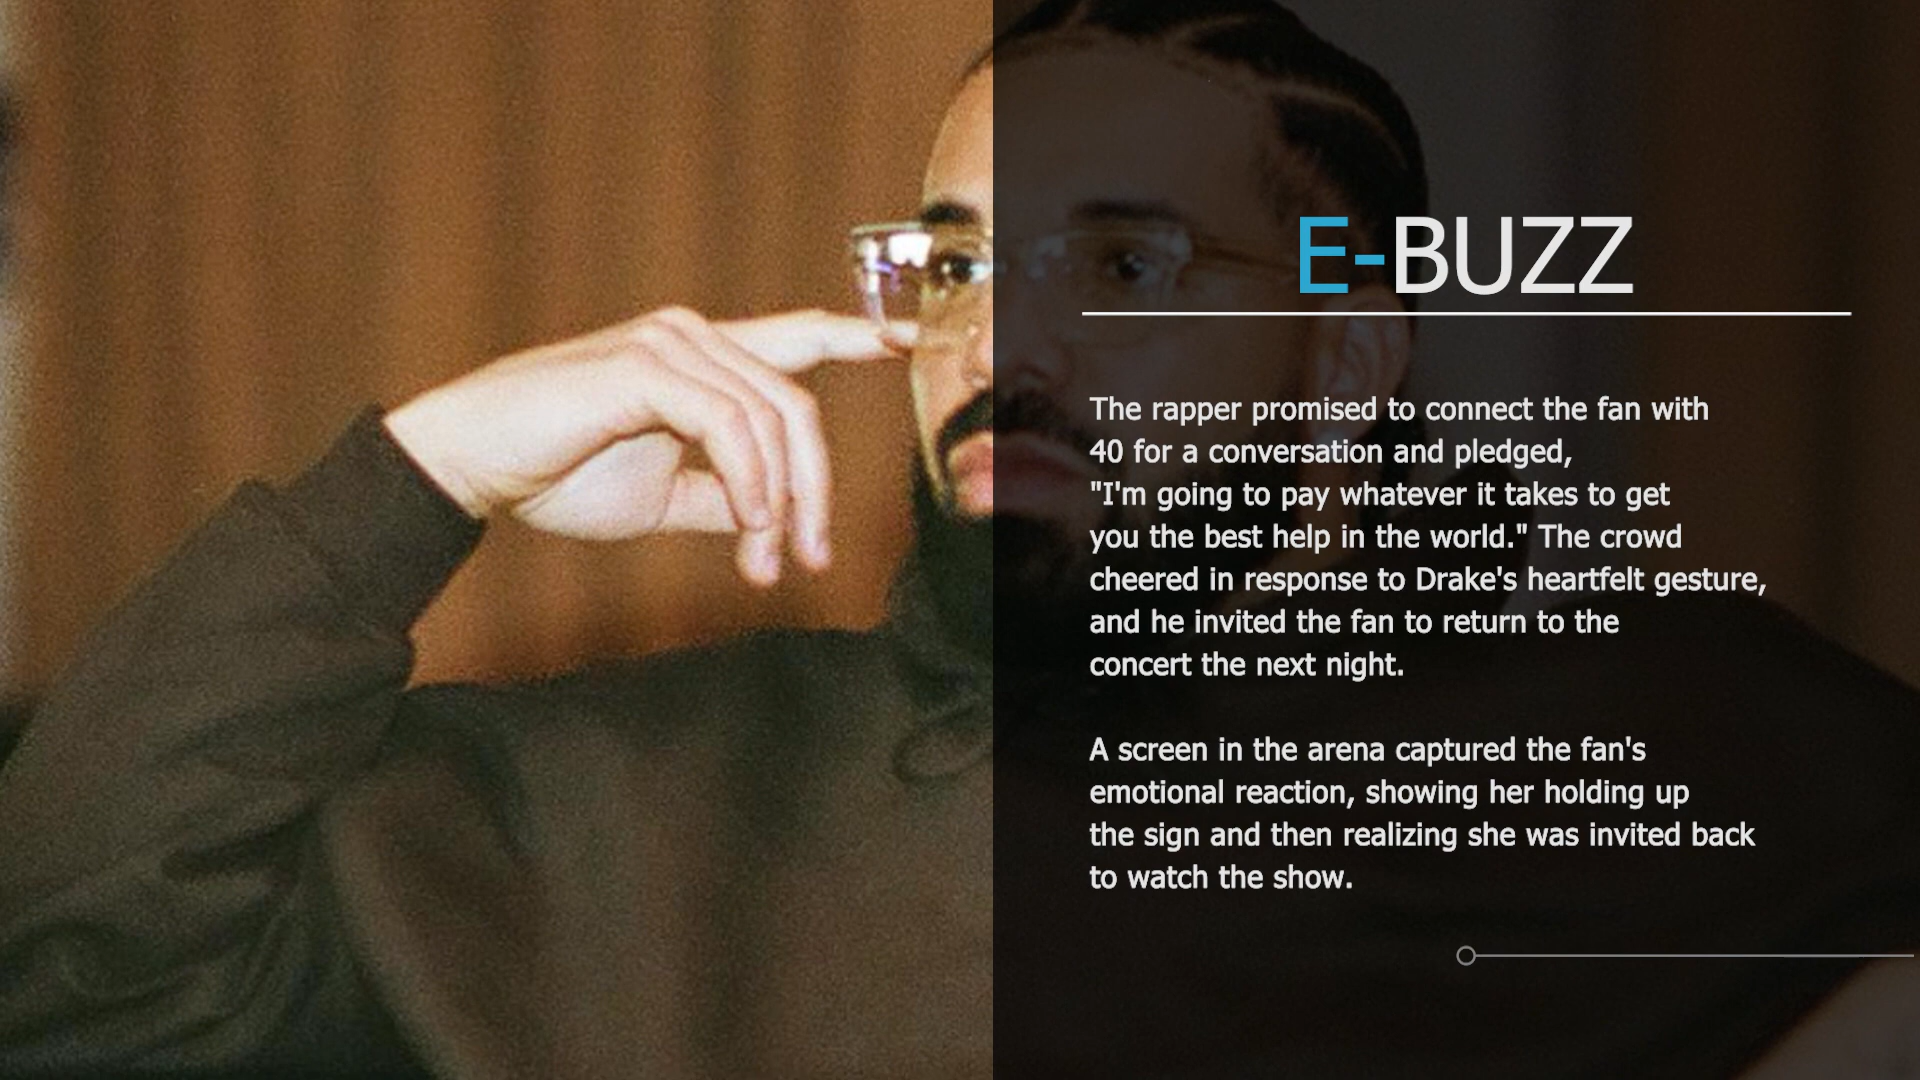 E-BUZZ
The rapper promised to connect the fan with
40 for a conversation and pledged,
"I'm going to pay whatever it takes to get
you the best help in the world." The crowd
cheered in response to Drake's heartfelt gesture,
and he invited the fan to return to the
concert the next night.
A screen in the arena captured the fan's
emotional reaction, showing her holding up
the sign and then realizing she was invited back
to watch the show.